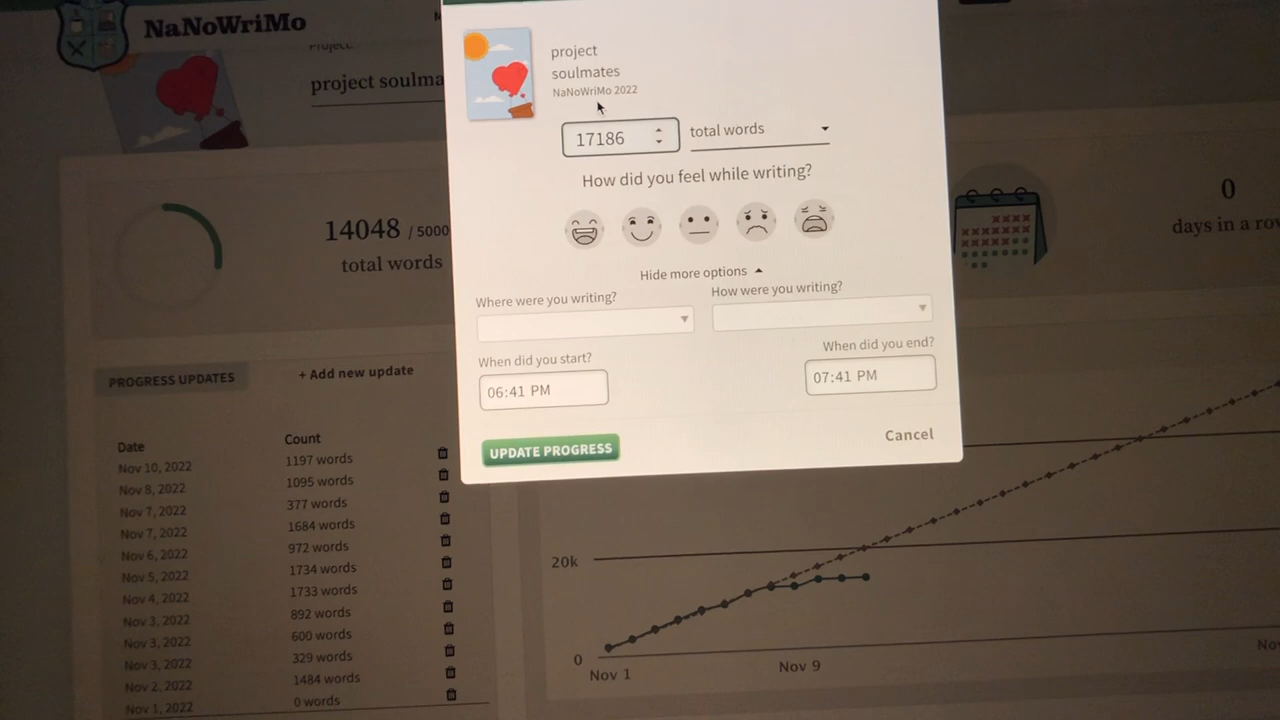 NaNoWriMo
project soulma
14048 / 5000
total words
project
soulmates
NaNoWriMo 2022
17186
total words
How did you feel while writing?
Hide more options
Where were you writing?
How were you writing?
When did you start?
When did you end?
06:41 PM
07:41 PM
UPDATE PROGRESS
Cancel
0
days in a row
PROGRESS UPDATES
+ Add new update
Date Count
Nov 10, 2022 1197 words
Nov 8, 2022 1095 words
Nov 7, 2022 377 words
Nov 7, 2022 1684 words
Nov 6, 2022 972 words
Nov 5, 2022 1734 words
Nov 4, 2022 1733 words
Nov 3, 2022 892 words
Nov 3, 2022 600 words
Nov 3, 2022 329 words
Nov 2, 2022 1484 words
Nov 1, 2022 0 words
20k
0
Nov 1
Nov 9
No